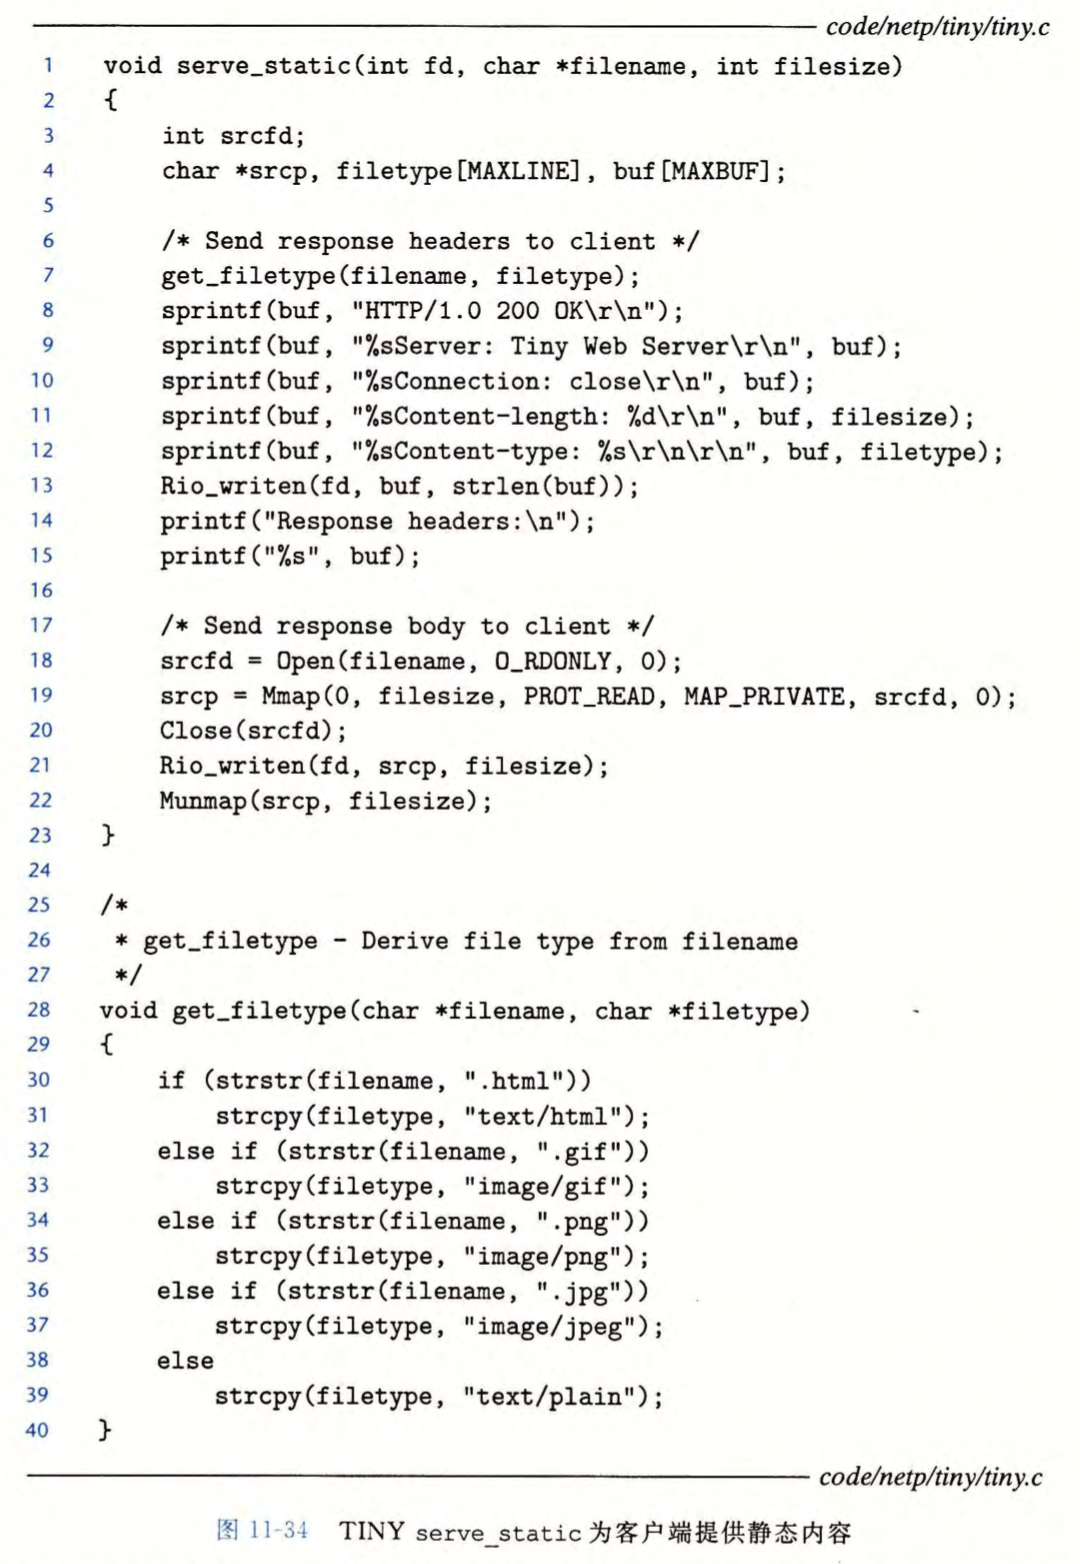 code/netp/tiny/tiny.c
1 void serve_static(int fd, char *filename, int filesize)
2 {
3     int srcfd;
4     char *srcp, filetype[MAXLINE], buf[MAXBUF];
5
6     /* Send response headers to client */
7     get_filetype(filename, filetype);
8     sprintf(buf, "HTTP/1.0 200 OK\r\n");
9     sprintf(buf, "%sServer: Tiny Web Server\r\n", buf);
10     sprintf(buf, "%sConnection: close\r\n", buf);
11     sprintf(buf, "%sContent-length: %d\r\n", buf, filesize);
12     sprintf(buf, "%sContent-type: %s\r\n\r\n", buf, filetype);
13     Rio_writen(fd, buf, strlen(buf));
14     printf("Response headers:\n");
15     printf("%s", buf);
16
17     /* Send response body to client */
18     srcfd = Open(filename, O_RDONLY, 0);
19     srcp = Mmap(0, filesize, PROT_READ, MAP_PRIVATE, srcfd, 0);
20     Close(srcfd);
21     Rio_writen(fd, srcp, filesize);
22     Munmap(srcp, filesize);
23 }
24
25 /*
26  * get_filetype - Derive file type from filename
27  */
28 void get_filetype(char *filename, char *filetype)
29 {
30     if (strstr(filename, ".html"))
31         strcpy(filetype, "text/html");
32     else if (strstr(filename, ".gif"))
33         strcpy(filetype, "image/gif");
34     else if (strstr(filename, ".png"))
35         strcpy(filetype, "image/png");
36     else if (strstr(filename, ".jpg"))
37         strcpy(filetype, "image/jpeg");
38     else
39         strcpy(filetype, "text/plain");
40 }
code/netp/tiny/tiny.c
图 11-34 TINY serve_static 为客户端提供静态内容